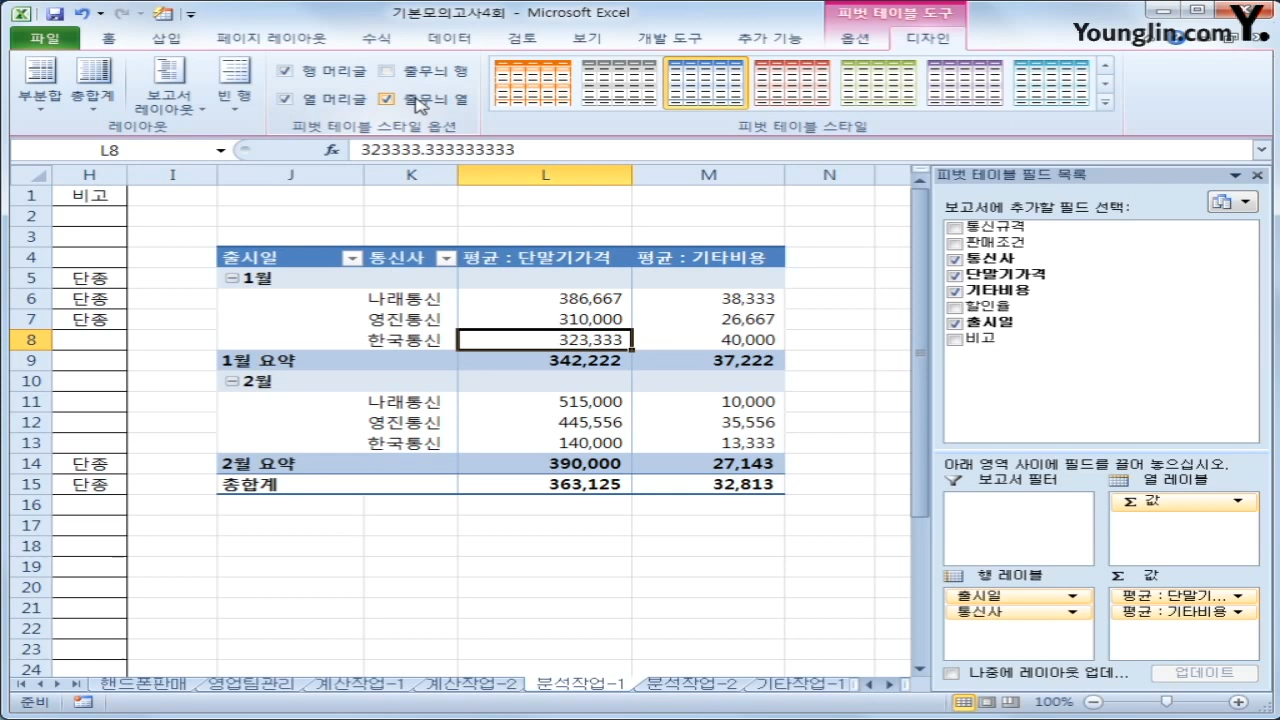 기본모의고사4회 - Microsoft Excel
피벗 테이블 도구
YoungJin.com Y.
파일 홈 삽입 페이지 레이아웃 수식 데이터 검토 보기 개발 도구 추가 기능 옵션 디자인
부분합 총합계 보고서 레이아웃 빈 행
행 머리글 줄무늬 행
열 머리글 줄무늬 열
레이아웃 피벗 테이블 스타일 옵션 피벗 테이블 스타일
L8 fx 323333.333333333
H I J K L M N
1 비고
2
3
4 출시일 통신사 평균 : 단말기가격 평균 : 기타비용
5 단종 1월
6 단종 나래통신 386,667 38,333
7 단종 영진통신 310,000 26,667
8 한국통신 323,333 40,000
9 1월 요약 342,222 37,222
10 2월
11 나래통신 515,000 10,000
12 영진통신 445,556 35,556
13 한국통신 140,000 13,333
14 단종 2월 요약 390,000 27,143
15 단종 총합계 363,125 32,813
16
17
18
19
20
21
22
23
24
피벗 테이블 필드 목록
보고서에 추가할 필드 선택:
통신규격
판매조건
통신사
단말기가격
기타비용
할인율
출시일
비고
아래 영역 사이에 필드를 끌어 놓으십시오.
보고서 필터 열 레이블
Σ 값
행 레이블 Σ 값
출시일 평균 : 단말기...
통신사 평균 : 기타비용
나중에 레이아웃 업데... 업데이트
핸드폰판매 영업팀관리 계산작업-1 계산작업-2 분석작업-1 분석작업-2 기타작업-1
준비 100%